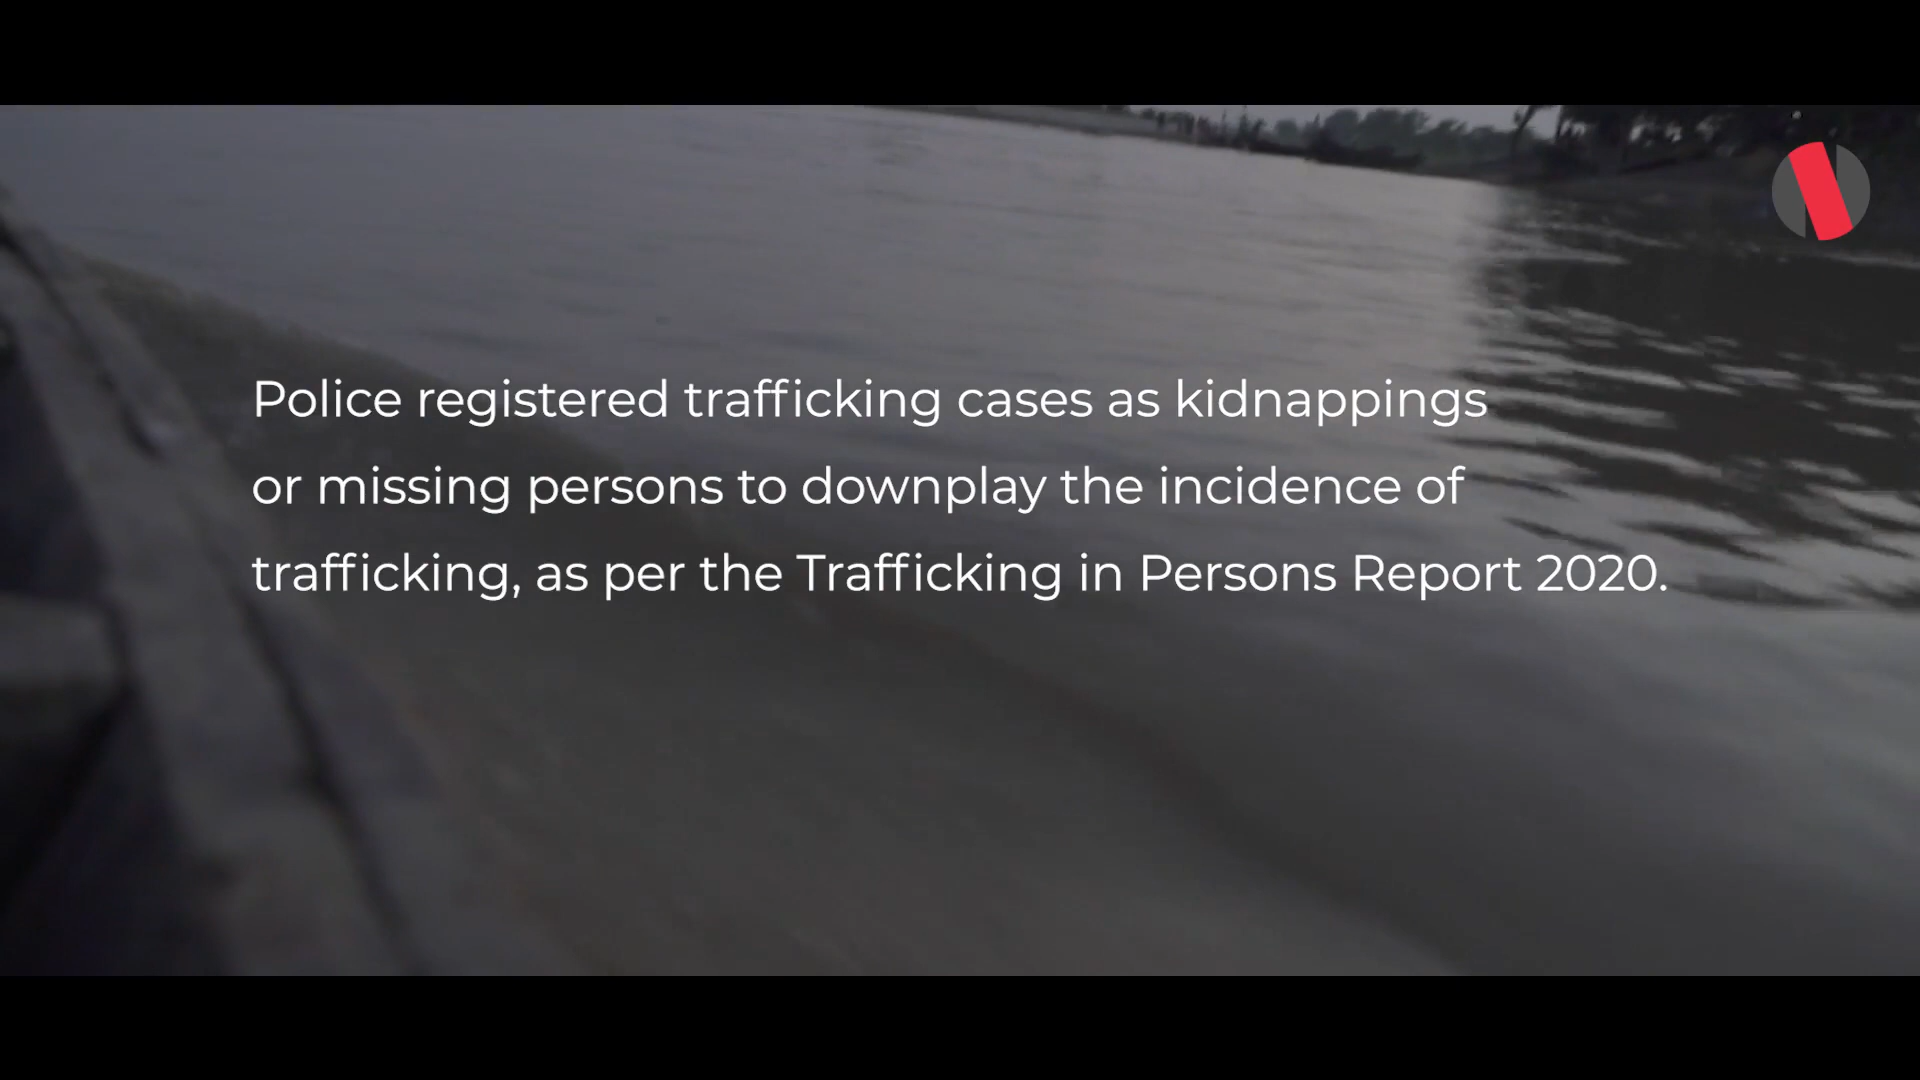 Police registered trafficking cases as kidnappings
or missing persons to downplay the incidence of
trafficking, as per the Trafficking in Persons Report 2020.